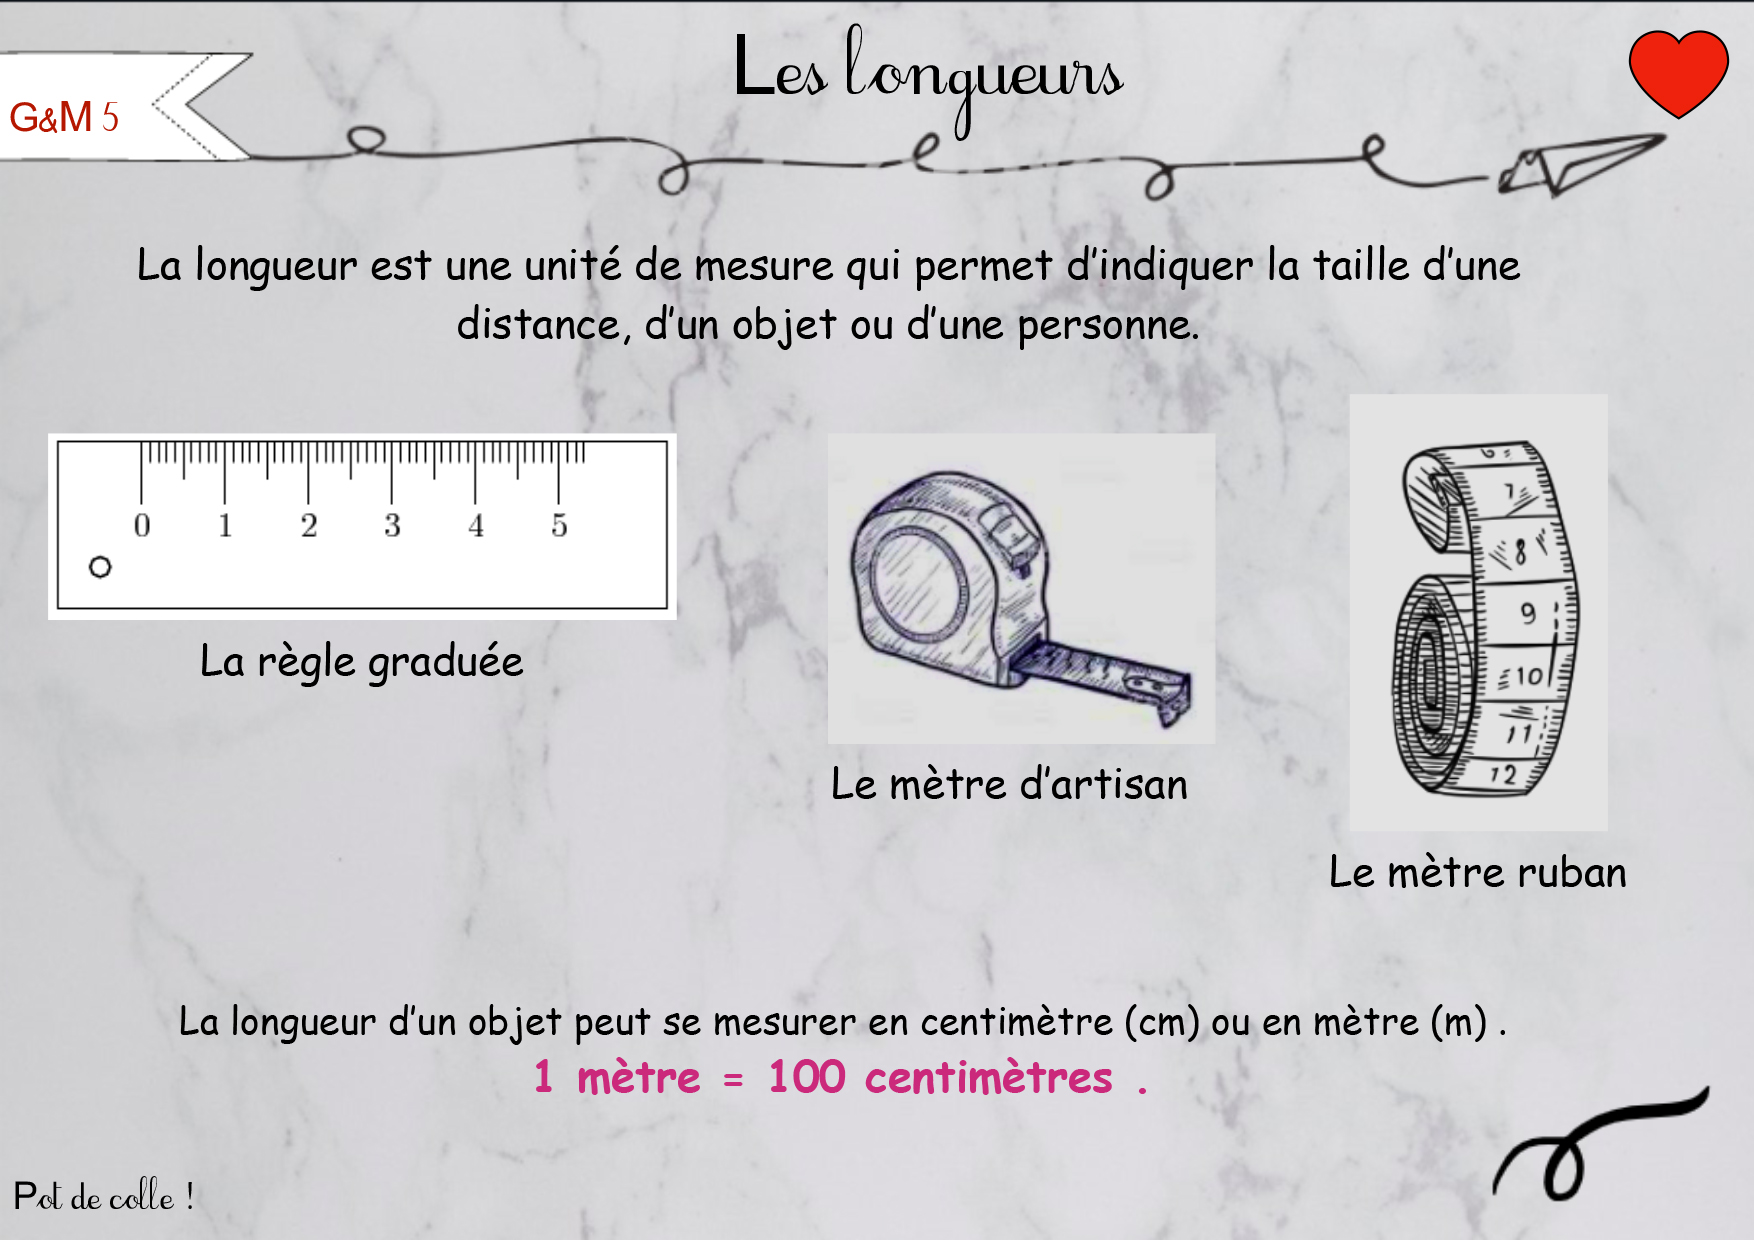 Les longueurs
G&M 5
La longueur est une unité de mesure qui permet d'indiquer la taille d'une
distance, d'un objet ou d'une personne.
0 1 2 3 4 5
La règle graduée
Le mètre d'artisan
7
8
9
10
11
12
Le mètre ruban
La longueur d'un objet peut se mesurer en centimètre (cm) ou en mètre (m) .
1 mètre = 100 centimètres .
Pot de colle !